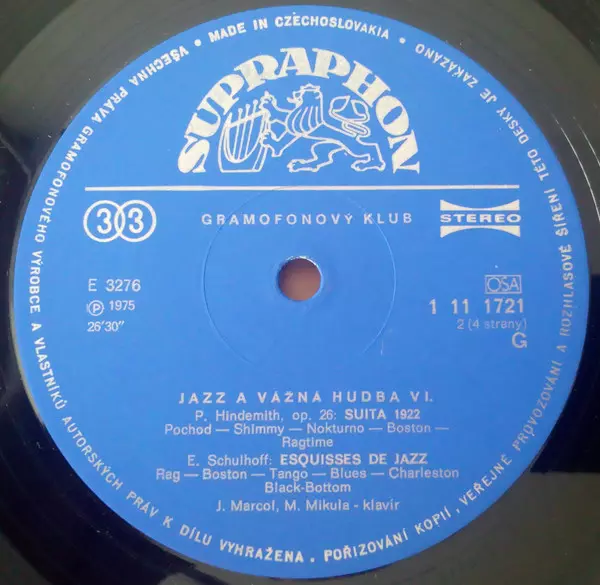 • MADE IN CZECHOSLOVAKIA • VŠECHNA PRÁVA GRAMOFONOVÉHO VÝROBCE A VLASTNÍKŮ AUTORSKÝCH PRÁV K DÍLU VYHRAŽENA. POŘIZOVÁNÍ KOPIÍ, VEŘEJNÉ PROVOZOVÁNÍ A ROZHLASOVÉ ŠÍŘENÍ TÉTO DESKY JE ZAKÁZÁNO
SUPRAPHON
33
GRAMOFONOVÝ KLUB
STEREO
E 3276
Ⓟ 1975
26'30"
OSA
1 11 1721
2 (4 strany)
G
JAZZ A VÁŽNÁ HUDBA VI.
P. Hindemith, op. 26: SUITA 1922
Pochod — Shimmy — Nokturno — Boston —
Ragtime
E. Schulhoff: ESQUISSES DE JAZZ
Rag — Boston — Tango — Blues — Charleston
Black-Bottom
J. Marcol, M. Mikula - klavír